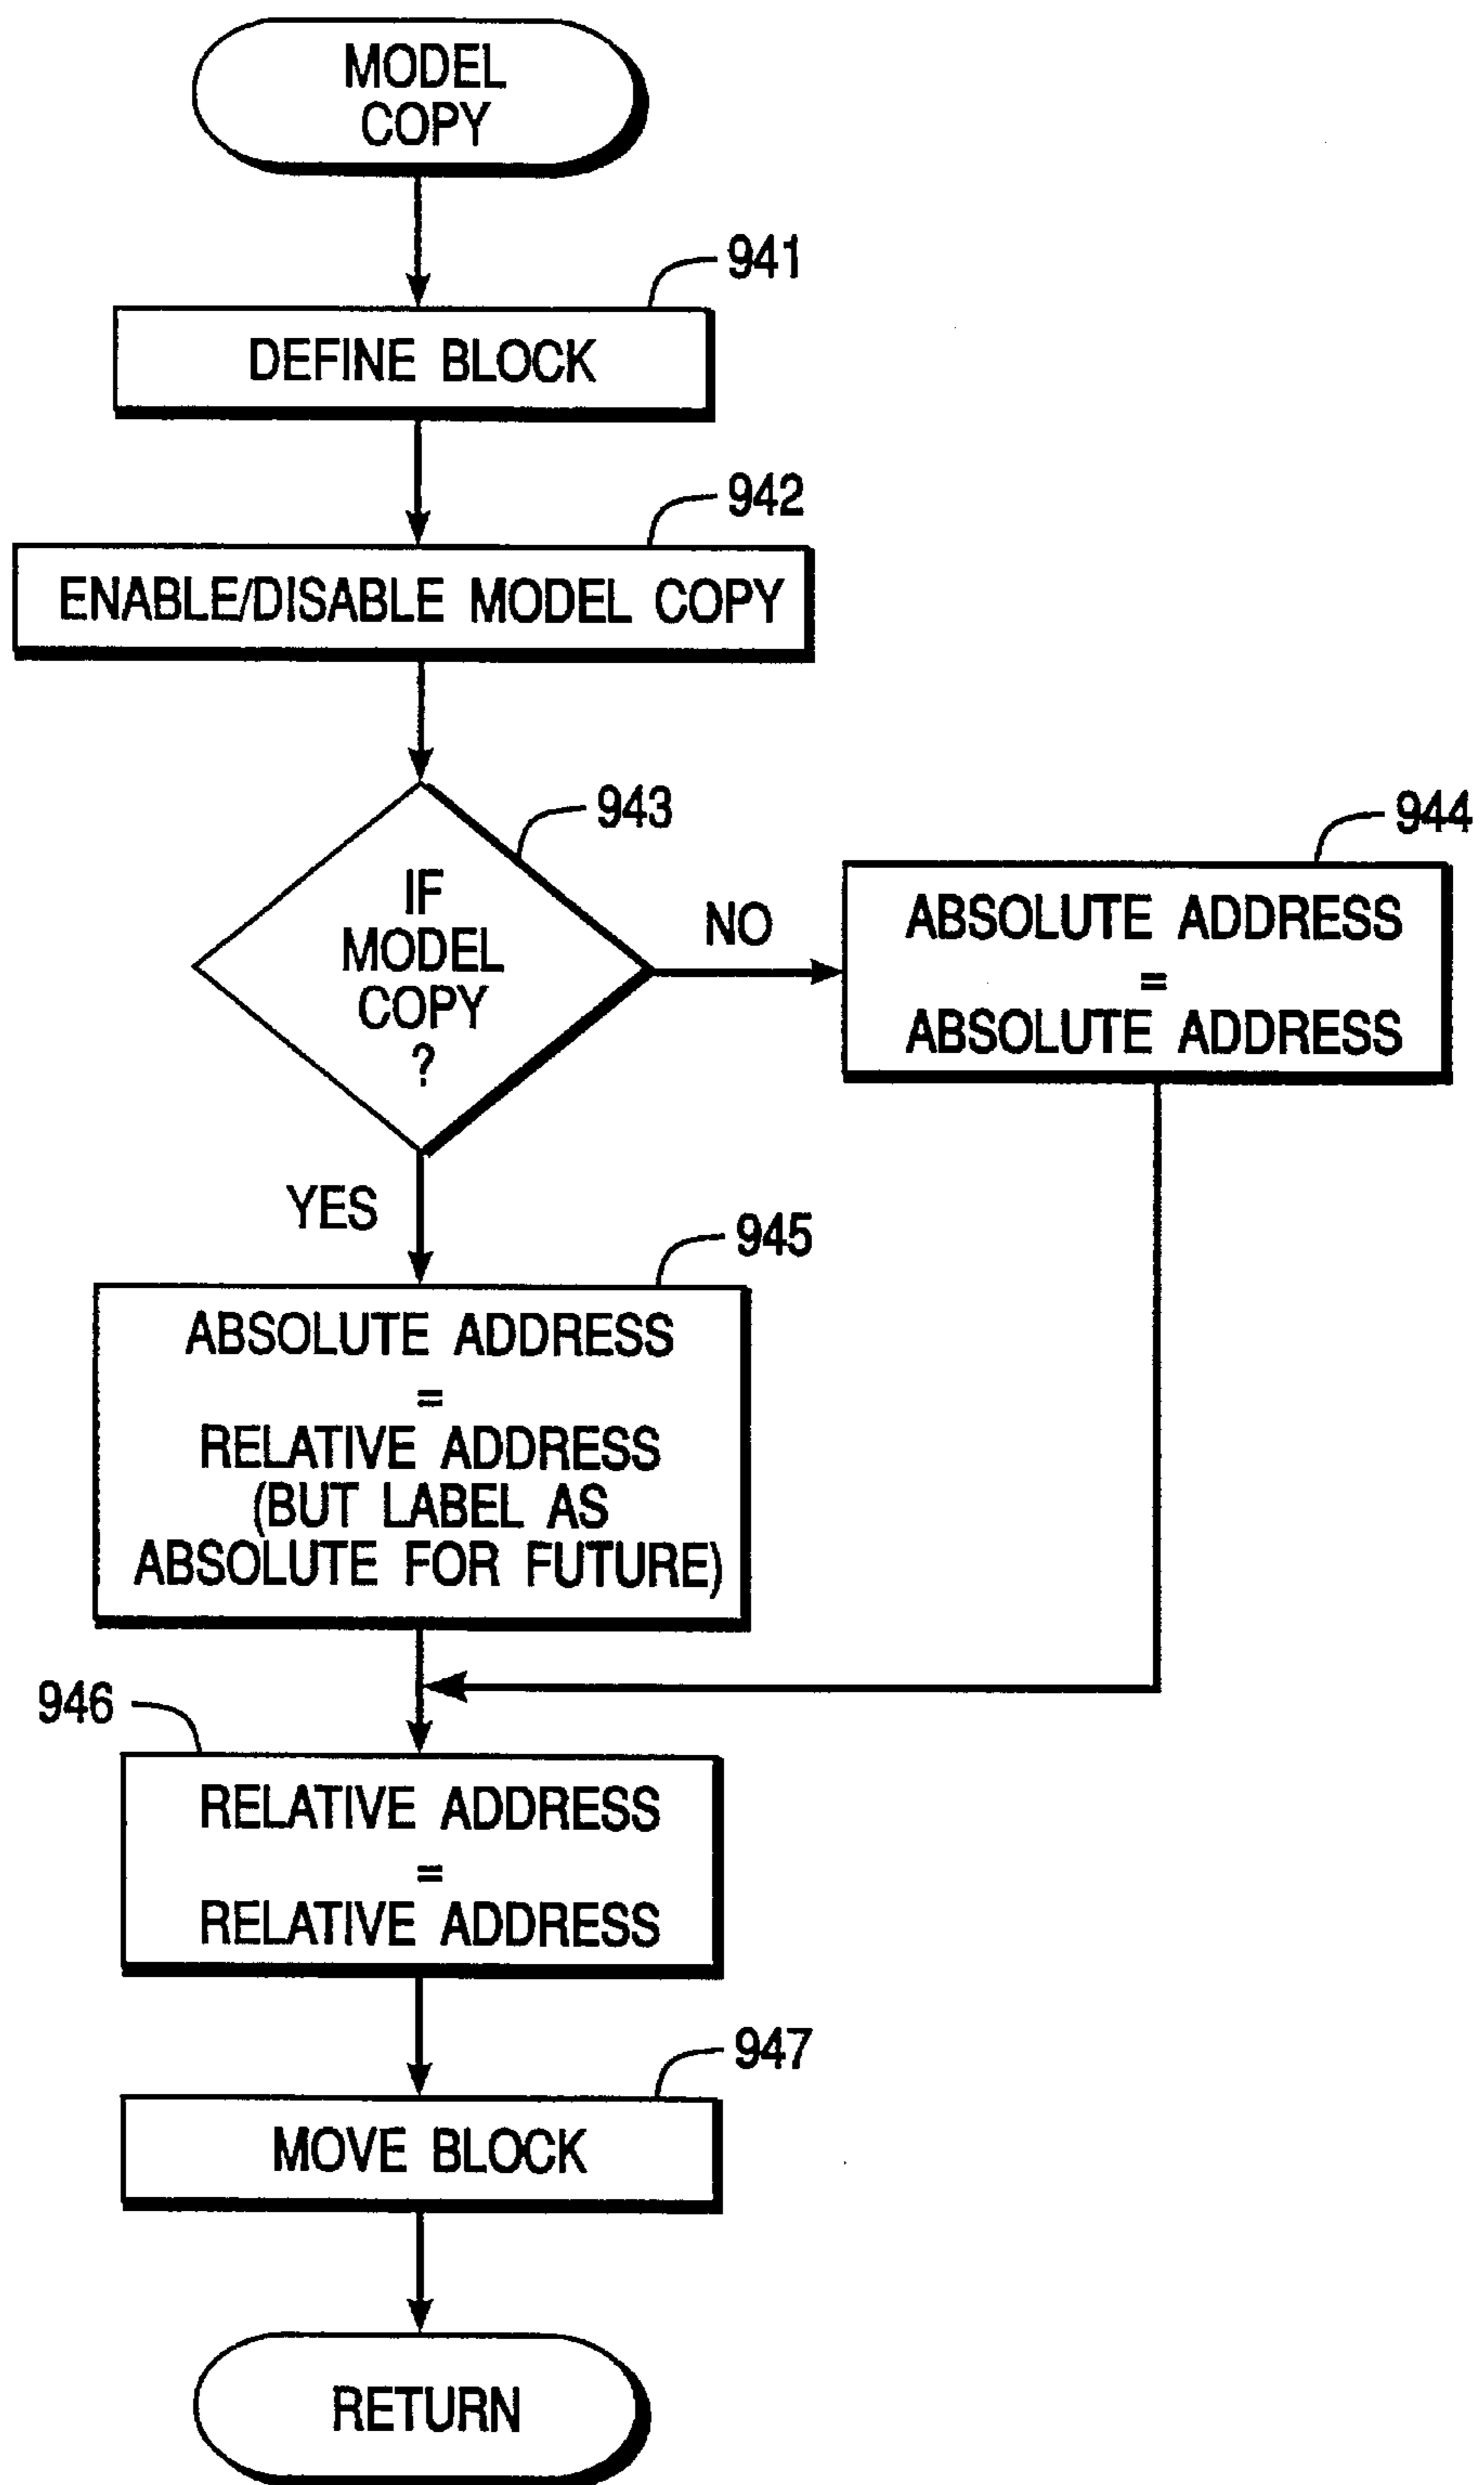 MODEL
COPY
941
DEFINE BLOCK
942
ENABLE/DISABLE MODEL COPY
943
IF
MODEL
COPY
?
NO
944
ABSOLUTE ADDRESS
=
ABSOLUTE ADDRESS
YES
945
ABSOLUTE ADDRESS
=
RELATIVE ADDRESS
(BUT LABEL AS
ABSOLUTE FOR FUTURE)
946
RELATIVE ADDRESS
=
RELATIVE ADDRESS
947
MOVE BLOCK
RETURN